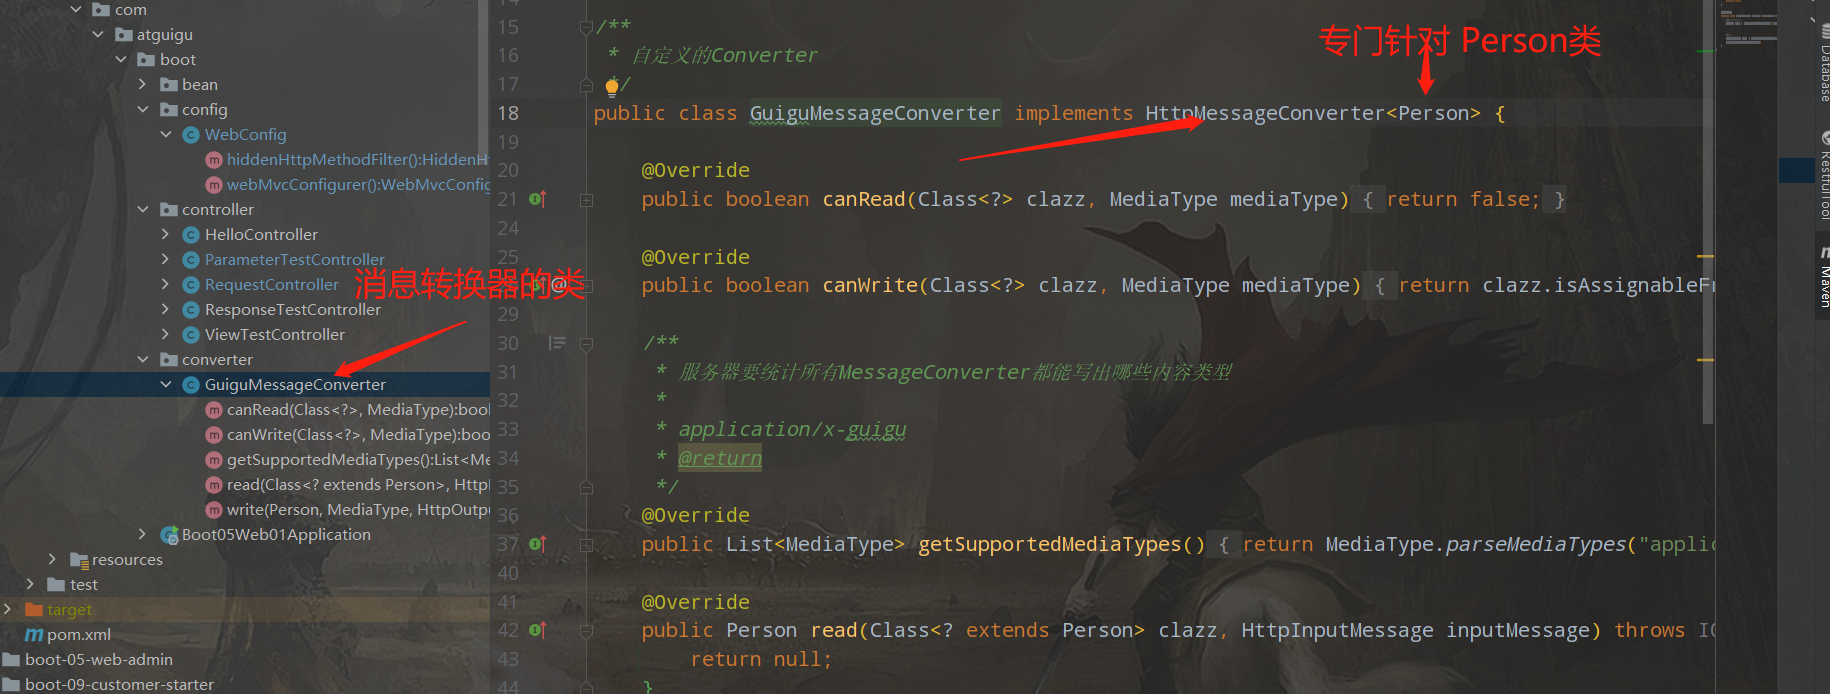 com
atguigu
boot
bean
config
WebConfig
hiddenHttpMethodFilter():HiddenH
webMvcConfigurer():WebMvcConfig
controller
HelloController
ParameterTestController
RequestController
ResponseTestController
ViewTestController
converter
GuiguMessageConverter
canRead(Class<?>, MediaType):bool
canWrite(Class<?>, MediaType):boo
getSupportedMediaTypes():List<Me
read(Class<? extends Person>, HttpI
write(Person, MediaType, HttpOutpu
Boot05Web01Application
resources
test
target
pom.xml
boot-05-web-admin
boot-09-customer-starter
消息转换器的类
专门针对 Person类
15 /**
16 * 自定义的Converter
17 */
18 public class GuiguMessageConverter implements HttpMessageConverter<Person> {
19
20 @Override
21 public boolean canRead(Class<?> clazz, MediaType mediaType) { return false; }
24
25 @Override
public boolean canWrite(Class<?> clazz, MediaType mediaType) { return clazz.isAssignableFr
29
30 /**
31 * 服务器要统计所有MessageConverter都能写出哪些内容类型
32 *
33 * application/x-guigu
34 * @return
35 */
36 @Override
37 public List<MediaType> getSupportedMediaTypes() { return MediaType.parseMediaTypes("applic
40
41 @Override
42 public Person read(Class<? extends Person> clazz, HttpInputMessage inputMessage) throws IO
43 return null;
44 }
Database
RestfulTool
Maven